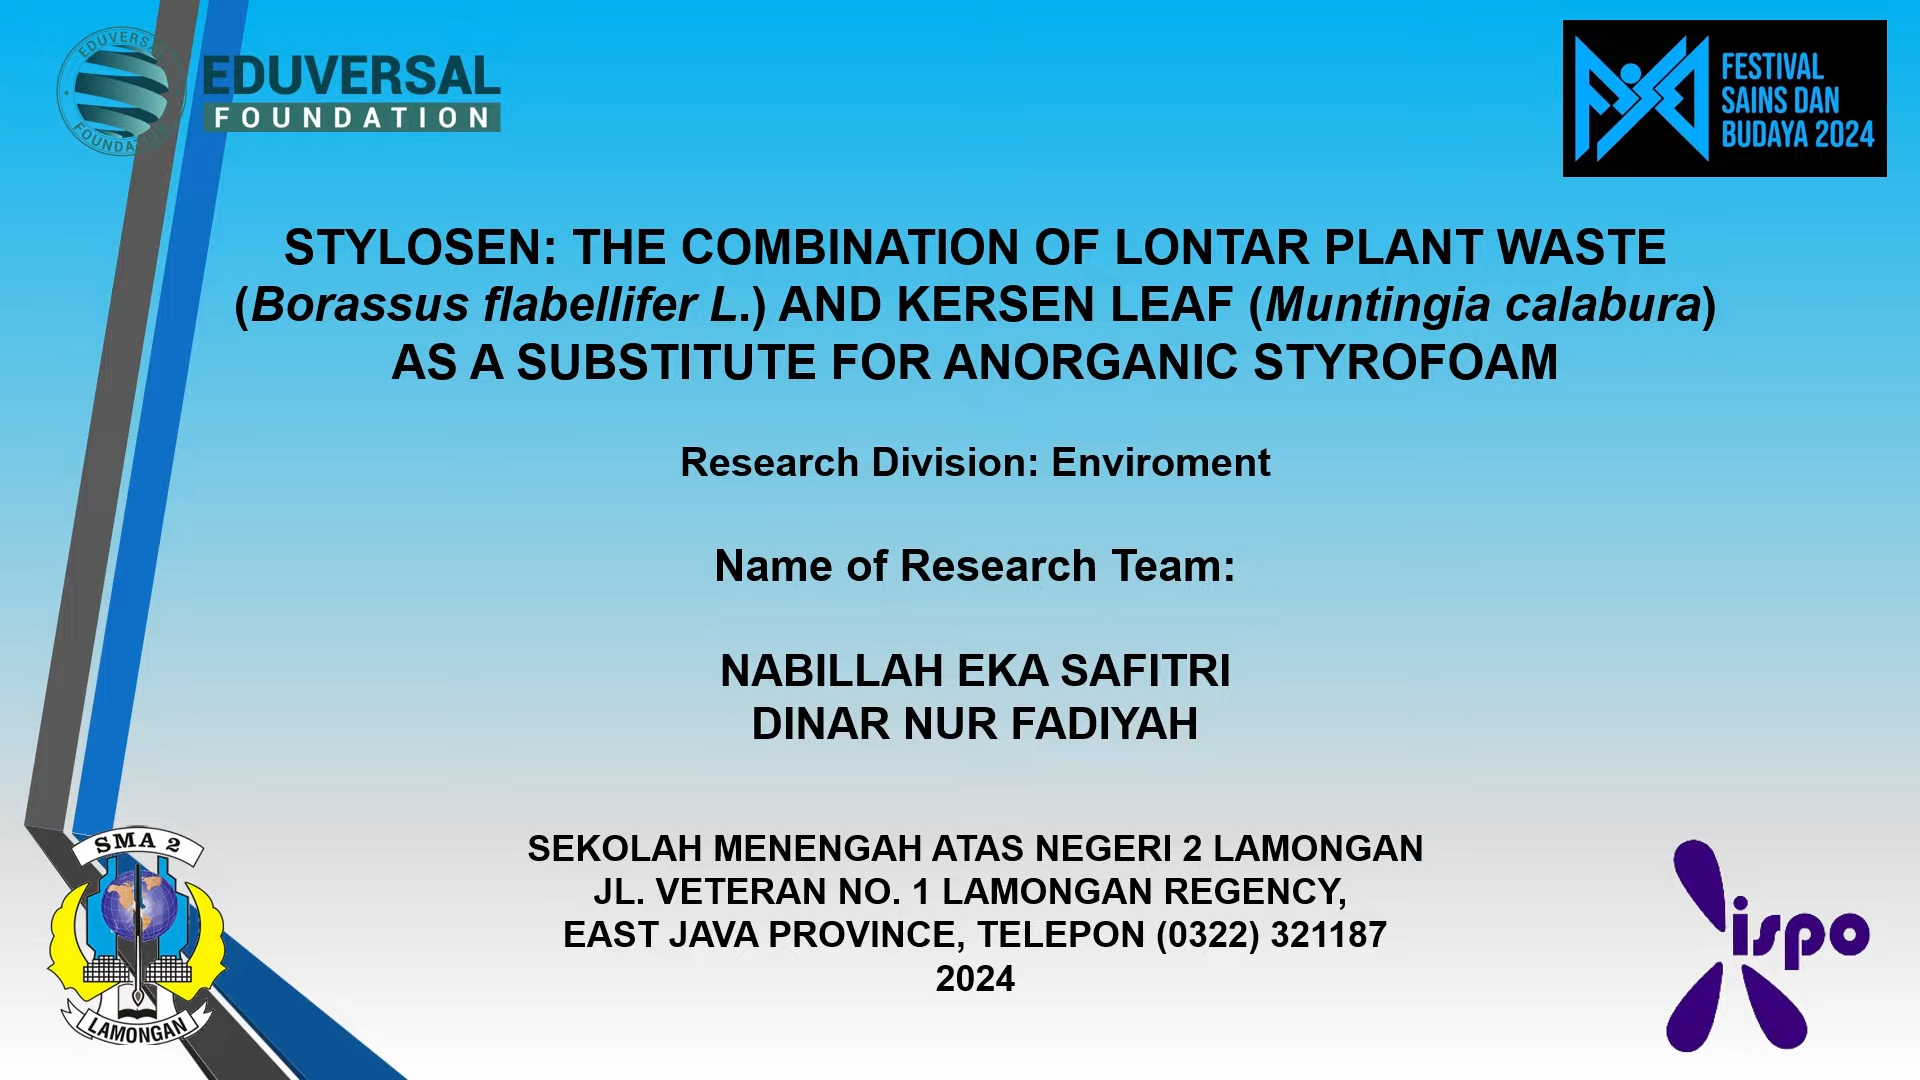 EDUVERSAL
FOUNDATION
EDUVERSAL
FOUNDATION
FESTIVAL
SAINS DAN
BUDAYA 2024
STYLOSEN: THE COMBINATION OF LONTAR PLANT WASTE
(Borassus flabellifer L.) AND KERSEN LEAF (Muntingia calabura)
AS A SUBSTITUTE FOR ANORGANIC STYROFOAM
Research Division: Enviroment
Name of Research Team:
NABILLAH EKA SAFITRI
DINAR NUR FADIYAH
SEKOLAH MENENGAH ATAS NEGERI 2 LAMONGAN
JL. VETERAN NO. 1 LAMONGAN REGENCY,
EAST JAVA PROVINCE, TELEPON (0322) 321187
2024
SMA 2
LAMONGAN
ispo